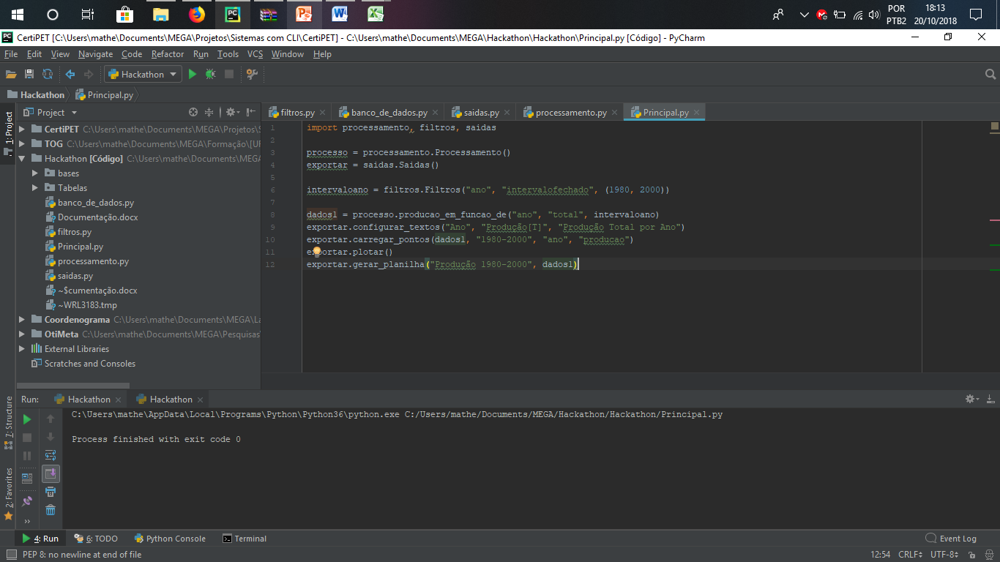 POR
PTB2
18:13
20/10/2018
CertiPET [C:\Users\mathe\Documents\MEGA\Projetos\Sistemas com CLI\CertiPET] - C:\Users\mathe\Documents\MEGA\Hackathon\Hackathon\Principal.py [Código] - PyCharm
File Edit View Navigate Code Refactor Run Tools VCS Window Help
Hackathon
Hackathon Principal.py
1: Project
Project
filtros.py banco_de_dados.py saidas.py processamento.py Principal.py
CertiPET C:\Users\mathe\Documents\MEGA\Projetos\S
TOG C:\Users\mathe\Documents\MEGA\Formação\[UF
Hackathon [Código] C:\Users\mathe\Documents\MEGA
bases
Tabelas
banco_de_dados.py
Documentação.docx
filtros.py
Principal.py
processamento.py
saidas.py
~$cumentação.docx
~WRL3183.tmp
Coordenograma C:\Users\mathe\Documents\MEGA\La
OtiMeta C:\Users\mathe\Documents\MEGA\Pesquisas
External Libraries
Scratches and Consoles
1 import processamento, filtros, saidas
2
3 processo = processamento.Processamento()
4 exportar = saidas.Saidas()
5
6 intervaloano = filtros.Filtros("ano", "intervalofechado", (1980, 2000))
7
8 dados1 = processo.producao_em_funcao_de("ano", "total", intervaloano)
9 exportar.configurar_textos("Ano", "Produção[T]", "Produção Total por Ano")
10 exportar.carregar_pontos(dados1, "1980-2000", "ano", "producao")
11 exportar.plotar()
12 exportar.gerar_planilha("Produção 1980-2000", dados1)
Run: Hackathon Hackathon
C:\Users\mathe\AppData\Local\Programs\Python\Python36\python.exe C:/Users/mathe/Documents/MEGA/Hackathon/Hackathon/Principal.py
Process finished with exit code 0
7: Structure
2: Favorites
4: Run 6: TODO Python Console Terminal Event Log
PEP 8: no newline at end of file 12:54 CRLF UTF-8